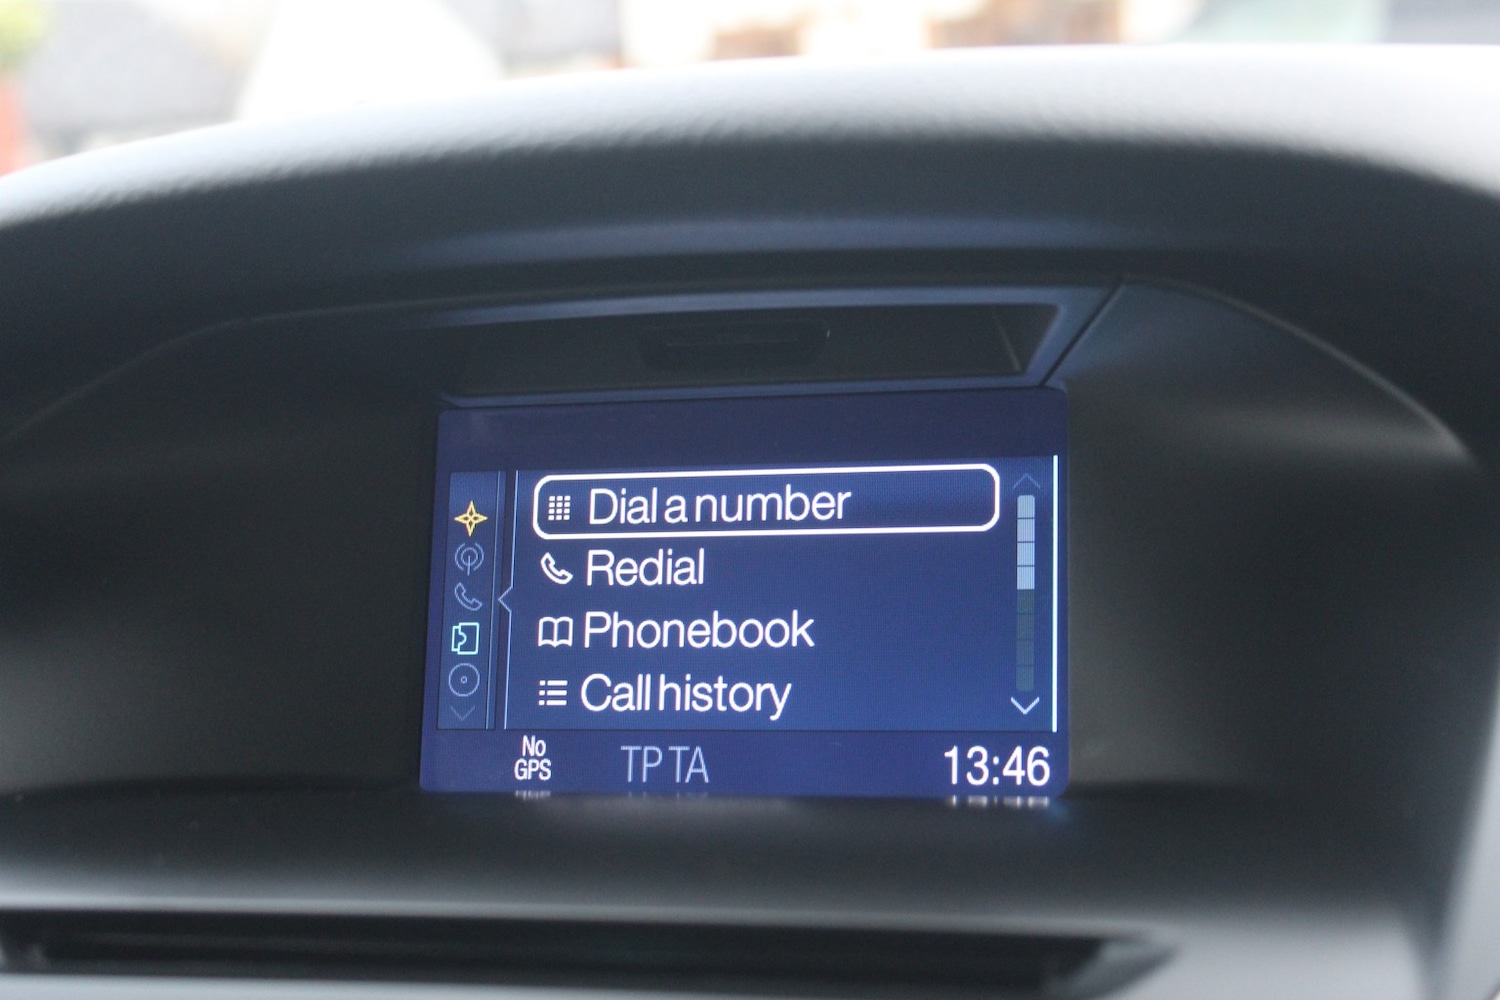 Dial a number
Redial
Phonebook
Call history
No
GPS
TP TA
13:46